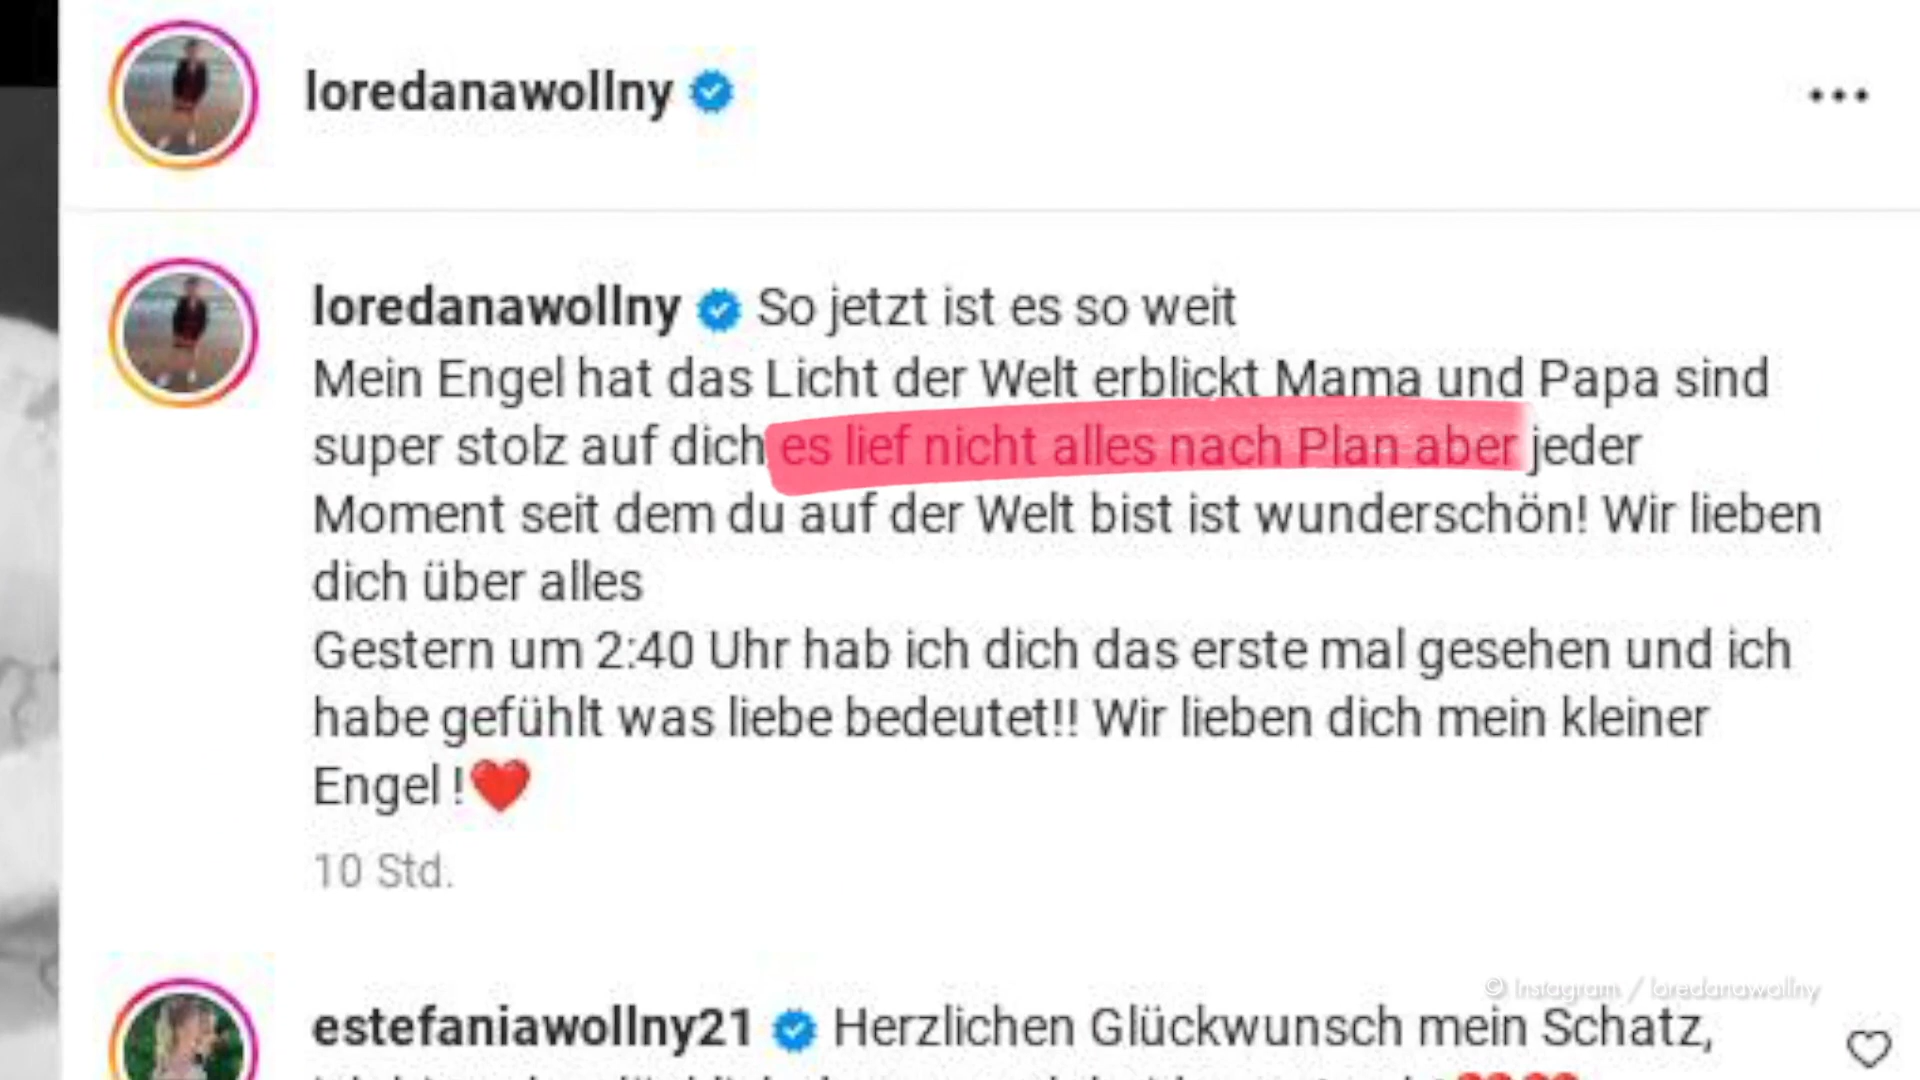 loredanawollny
loredanawollny So jetzt ist es so weit
Mein Engel hat das Licht der Welt erblickt Mama und Papa sind
super stolz auf dich es lief nicht alles nach Plan aber jeder
Moment seit dem du auf der Welt bist ist wunderschön! Wir lieben
dich über alles
Gestern um 2:40 Uhr hab ich dich das erste mal gesehen und ich
habe gefühlt was liebe bedeutet!! Wir lieben dich mein kleiner
Engel !❤️
10 Std.
© Instagram / loredanawollny
estefaniawollny21 Herzlichen Glückwunsch mein Schatz,